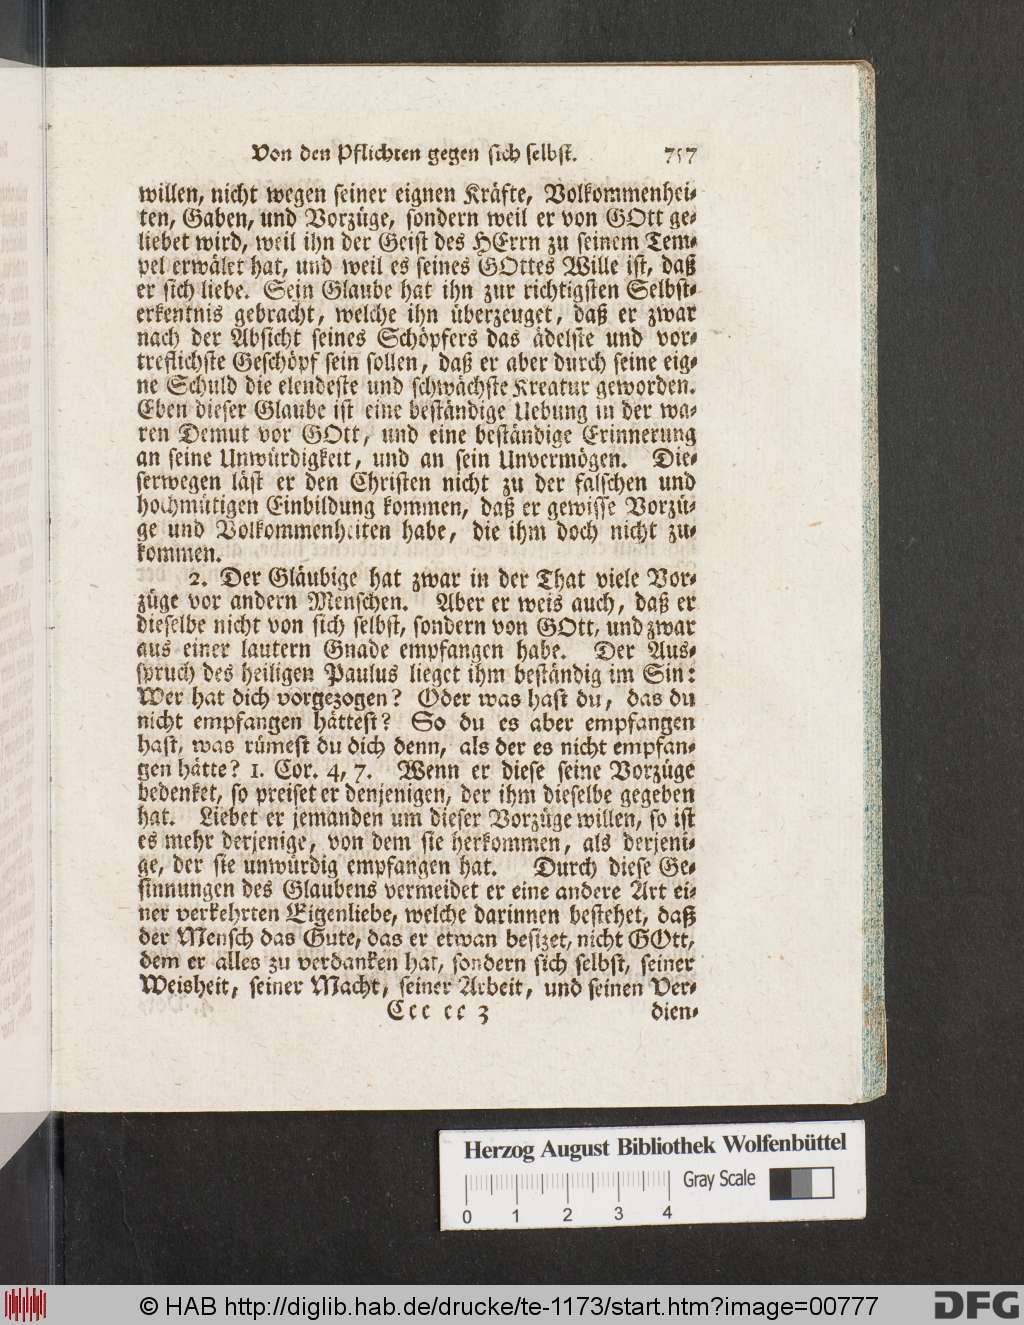 Von den Pflichten gegen sich selbst. 757
willen, nicht wegen seiner eignen Kräfte, Volkommenhei-
ten, Gaben, und Vorzüge, sondern weil er von GOtt ge-
liebet wird, weil ihn der Geist des HErrn zu seinem Tem-
pel erwälet hat, und weil es seines GOttes Wille ist, daß
er sich liebe. Sein Glaube hat ihn zur richtigsten Selbst-
erkentnis gebracht, welche ihn überzeuget, daß er zwar
nach der Absicht seines Schöpfers das ädelste und vor-
treflichste Geschöpf sein sollen, daß er aber durch seine eig-
ne Schuld die elendeste und schwächste Kreatur geworden.
Eben dieser Glaube ist eine beständige Uebung in der wa-
ren Demut vor GOtt, und eine beständige Erinnerung
an seine Unwürdigkeit, und an sein Unvermögen. Die-
serwegen läst er den Christen nicht zu der falschen und
hochmütigen Einbildung kommen, daß er gewisse Vorzü-
ge und Volkommenheiten habe, die ihm doch nicht zu-
kommen.
2. Der Gläubige hat zwar in der That viele Vor-
züge vor andern Menschen. Aber er weis auch, daß er
dieselbe nicht von sich selbst, sondern von GOtt, und zwar
aus einer lautern Gnade empfangen habe. Der Aus-
spruch des heiligen Paulus lieget ihm beständig im Sin:
Wer hat dich vorgezogen? Oder was hast du, das du
nicht empfangen hättest? So du es aber empfangen
hast, was rümest du dich denn, als der es nicht empfan-
gen hätte? 1. Cor. 4, 7. Wenn er diese seine Vorzüge
bedenket, so preiset er denjenigen, der ihm dieselbe gegeben
hat. Liebet er jemanden um dieser Vorzüge willen, so ist
es mehr derjenige, von dem sie herkommen, als derjeni-
ge, der sie unwürdig empfangen hat. Durch diese Ge-
sinnungen des Glaubens vermeidet er eine andere Art ei-
ner verkehrten Eigenliebe, welche darinnen bestehet, daß
der Mensch das Gute, das er etwan besizet, nicht GOtt,
dem er alles zu verdanken hat, sondern sich selbst, seiner
Weisheit, seiner Macht, seiner Arbeit, und seinen Ver-
Ccc cc 3 dien-
Herzog August Bibliothek Wolfenbüttel
Gray Scale
0 1 2 3 4
© HAB http://diglib.hab.de/drucke/te-1173/start.htm?image=00777
DFG